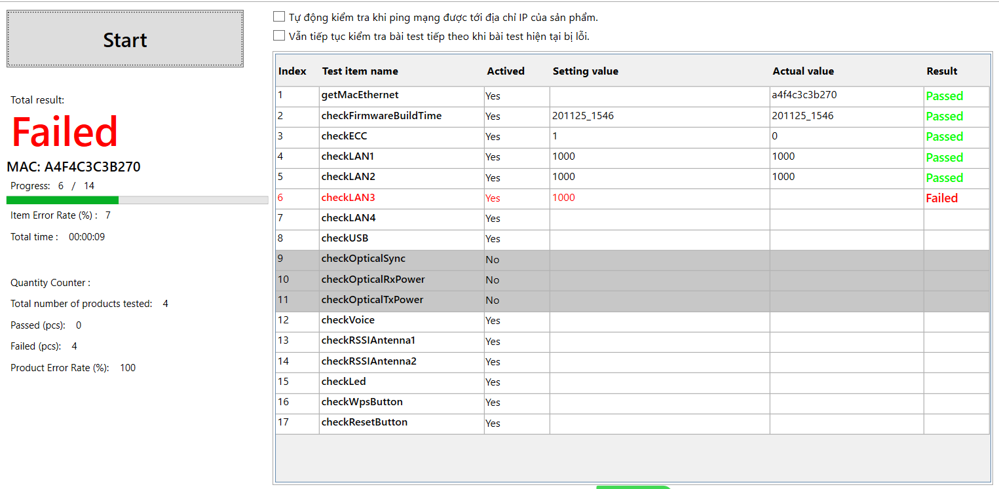 Start
Total result:
Failed
MAC: A4F4C3C3B270
Progress: 6 / 14
Item Error Rate (%) : 7
Total time : 00:00:09
Quantity Counter :
Total number of products tested: 4
Passed (pcs): 0
Failed (pcs): 4
Product Error Rate (%): 100
Tự động kiểm tra khi ping mạng được tới địa chỉ IP của sản phẩm.
Vẫn tiếp tục kiểm tra bài test tiếp theo khi bài test hiện tại bị lỗi.
Index Test item name Actived Setting value Actual value Result
1 getMacEthernet Yes a4f4c3c3b270 Passed
2 checkFirmwareBuildTime Yes 201125_1546 201125_1546 Passed
3 checkECC Yes 1 0 Passed
4 checkLAN1 Yes 1000 1000 Passed
5 checkLAN2 Yes 1000 1000 Passed
6 checkLAN3 Yes 1000 Failed
7 checkLAN4 Yes
8 checkUSB Yes
9 checkOpticalSync No
10 checkOpticalRxPower No
11 checkOpticalTxPower No
12 checkVoice Yes
13 checkRSSIAntenna1 Yes
14 checkRSSIAntenna2 Yes
15 checkLed Yes
16 checkWpsButton Yes
17 checkResetButton Yes